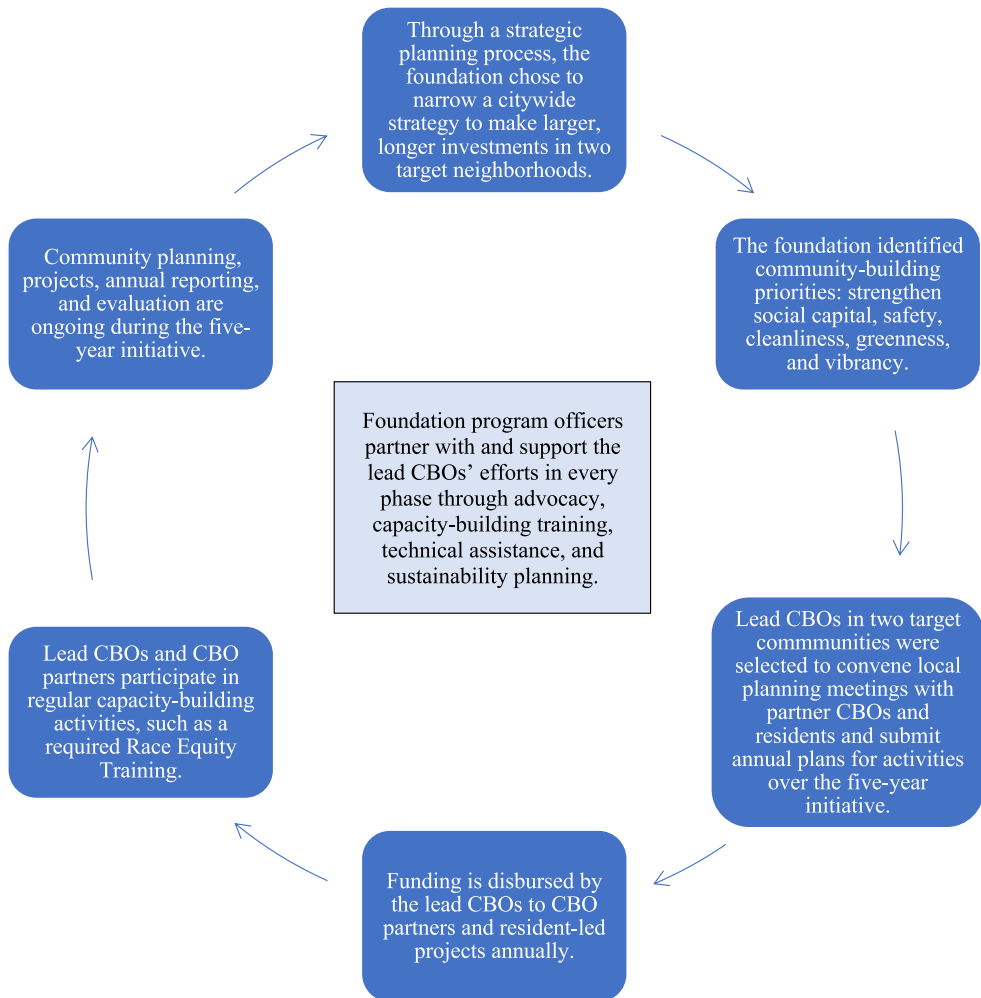 Through a strategic
planning process, the
foundation chose to
narrow a citywide
strategy to make larger,
longer investments in two
target neighborhoods.
The foundation identified
community-building
priorities: strengthen
social capital, safety,
cleanliness, greenness,
and vibrancy.
Lead CBOs in two target
commmunities were
selected to convene local
planning meetings with
partner CBOs and
residents and submit
annual plans for activities
over the five-year
initiative.
Funding is disbursed by
the lead CBOs to CBO
partners and resident-led
projects annually.
Lead CBOs and CBO
partners participate in
regular capacity-building
activities, such as a
required Race Equity
Training.
Community planning,
projects, annual reporting,
and evaluation are
ongoing during the five-
year initiative.
Foundation program officers
partner with and support the
lead CBOs’ efforts in every
phase through advocacy,
capacity-building training,
technical assistance, and
sustainability planning.